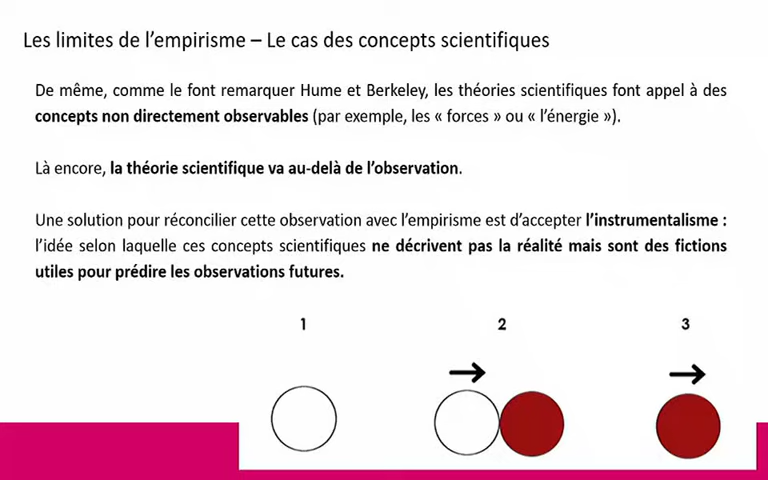 Les limites de l’empirisme – Le cas des concepts scientifiques
De même, comme le font remarquer Hume et Berkeley, les théories scientifiques font appel à des
concepts non directement observables (par exemple, les « forces » ou « l’énergie »).
Là encore, la théorie scientifique va au-delà de l’observation.
Une solution pour réconcilier cette observation avec l’empirisme est d’accepter l’instrumentalisme :
l’idée selon laquelle ces concepts scientifiques ne décrivent pas la réalité mais sont des fictions
utiles pour prédire les observations futures.
1 2 3